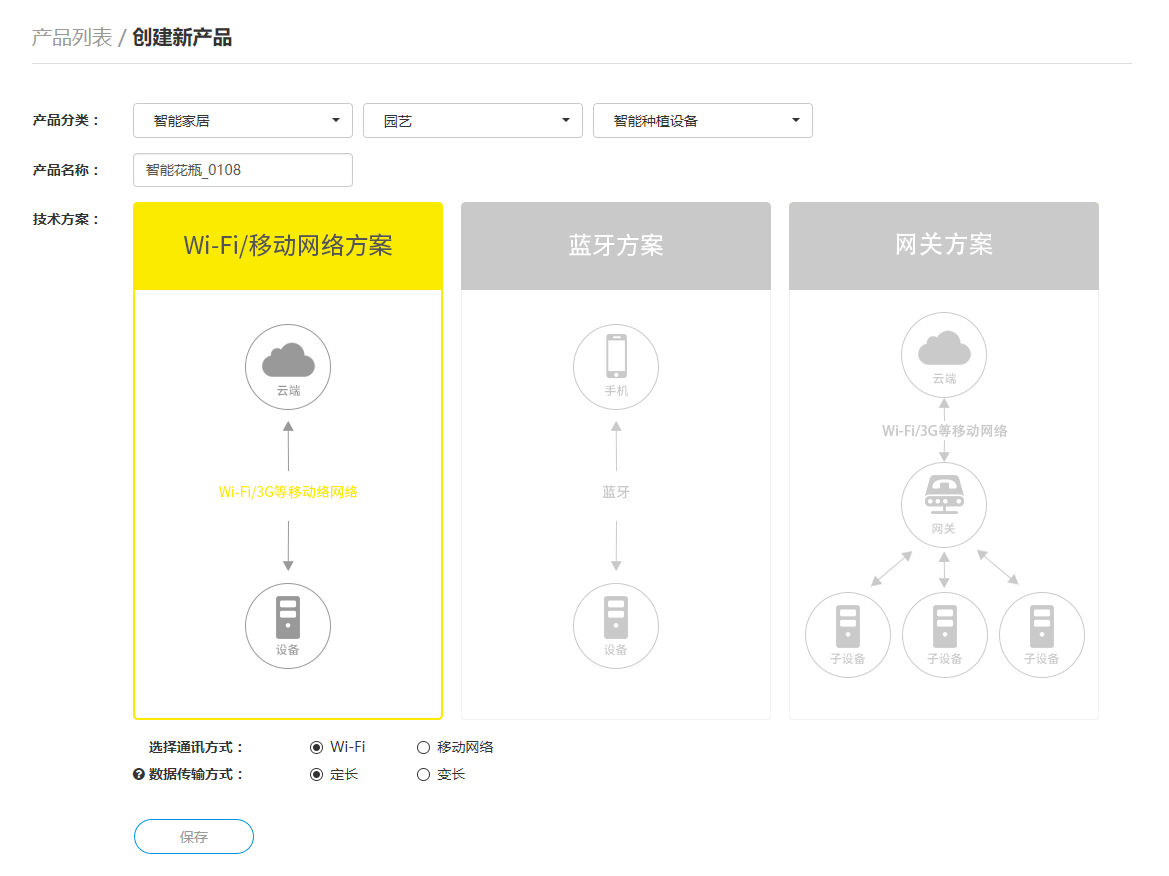 产品列表 / 创建新产品
产品分类： 智能家居 园艺 智能种植设备
产品名称： 智能花瓶_0108
技术方案：
Wi-Fi/移动网络方案 蓝牙方案 网关方案
云端 手机 云端
Wi-Fi/3G等移动网络
Wi-Fi/3G等移动络网络 蓝牙
网关
设备 设备 子设备 子设备 子设备
选择通讯方式： Wi-Fi 移动网络
? 数据传输方式： 定长 变长
保存